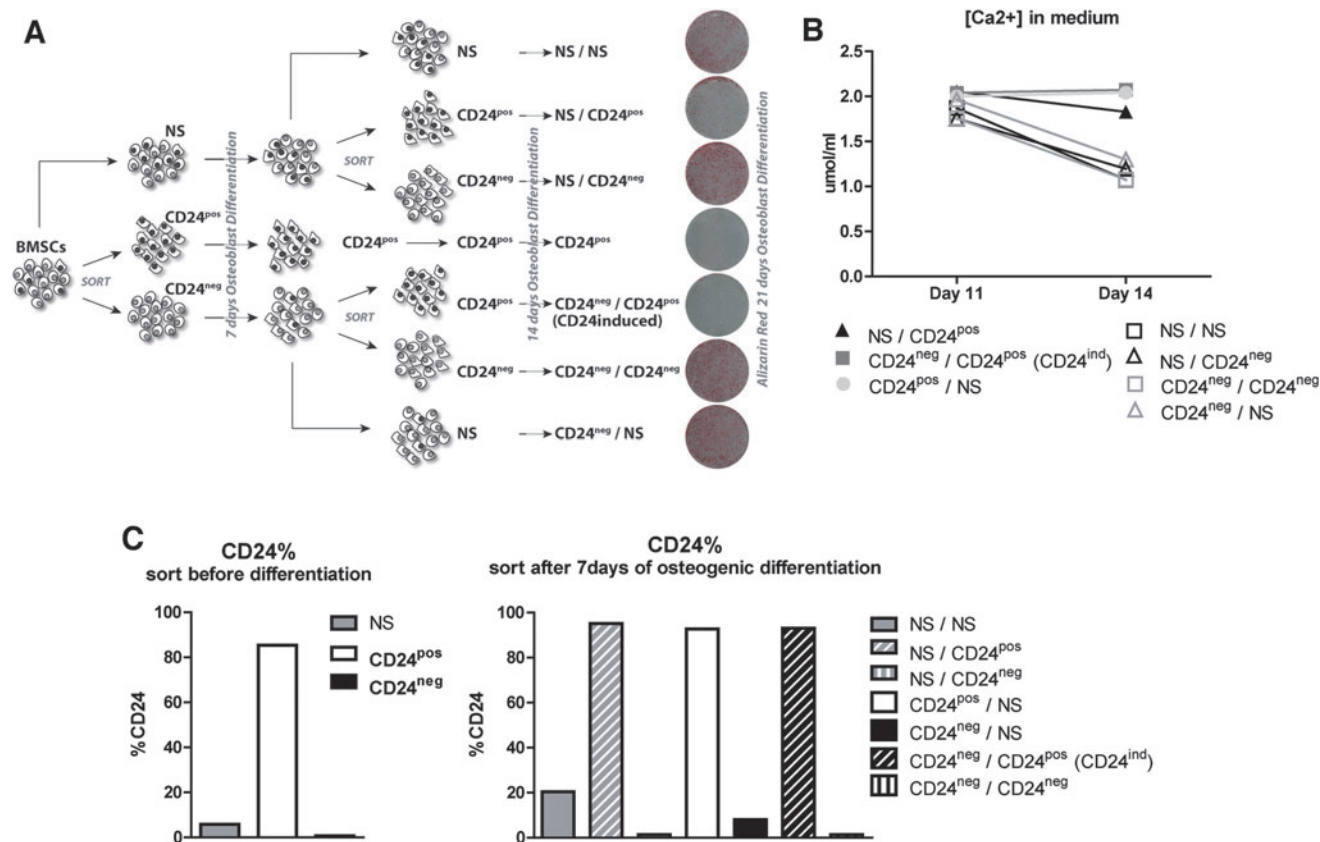 A
BMSCs
SORT
NS
CD24pos
CD24neg
7 days Osteoblast Differentiation
SORT
SORT
NS
NS / NS
CD24pos
NS / CD24pos
CD24neg
NS / CD24neg
CD24pos
CD24pos
CD24pos
CD24pos
CD24neg / CD24pos
(CD24induced)
CD24neg
CD24neg / CD24neg
NS
CD24neg / NS
14 days Osteoblast Differentiation
Alizarin Red 21 days Osteoblast Differentiation
B
[Ca2+] in medium
umol/ml
2.5
2.0
1.5
1.0
0.5
0.0
Day 11
Day 14
NS / CD24pos
CD24neg / CD24pos (CD24ind)
CD24pos / NS
NS / NS
NS / CD24neg
CD24neg / CD24neg
CD24neg / NS
C
CD24%
sort before differentiation
%CD24
100
80
60
40
20
0
NS
CD24pos
CD24neg
CD24%
sort after 7days of osteogenic differentiation
%CD24
100
80
60
40
20
0
NS / NS
NS / CD24pos
NS / CD24neg
CD24pos / NS
CD24neg / NS
CD24neg / CD24pos (CD24ind)
CD24neg / CD24neg